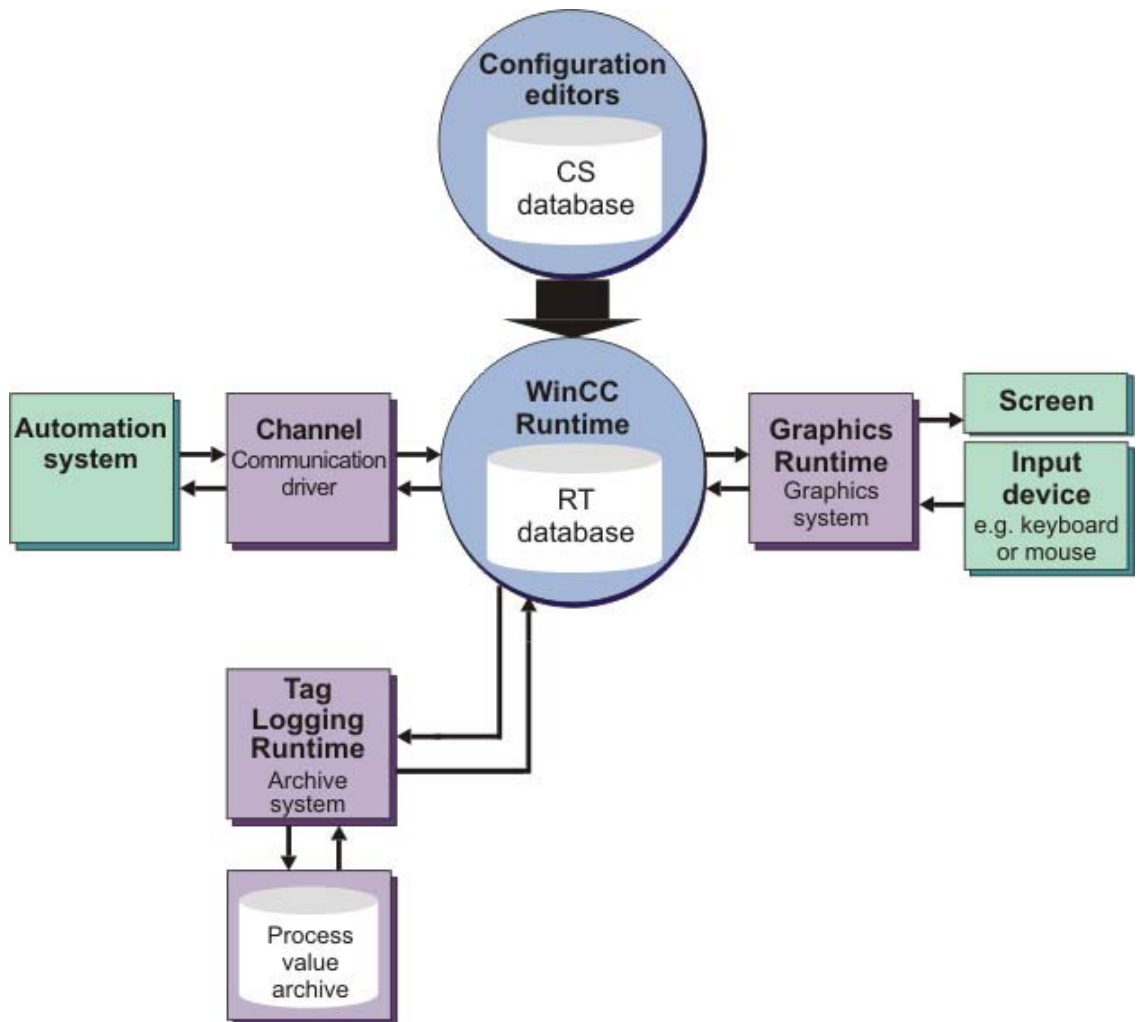 Configuration
editors
CS
database
WinCC
Runtime
RT
database
Automation
system
Channel
Communication
driver
Graphics
Runtime
Graphics
system
Screen
Input
device
e.g. keyboard
or mouse
Tag
Logging
Runtime
Archive
system
Process
value
archive